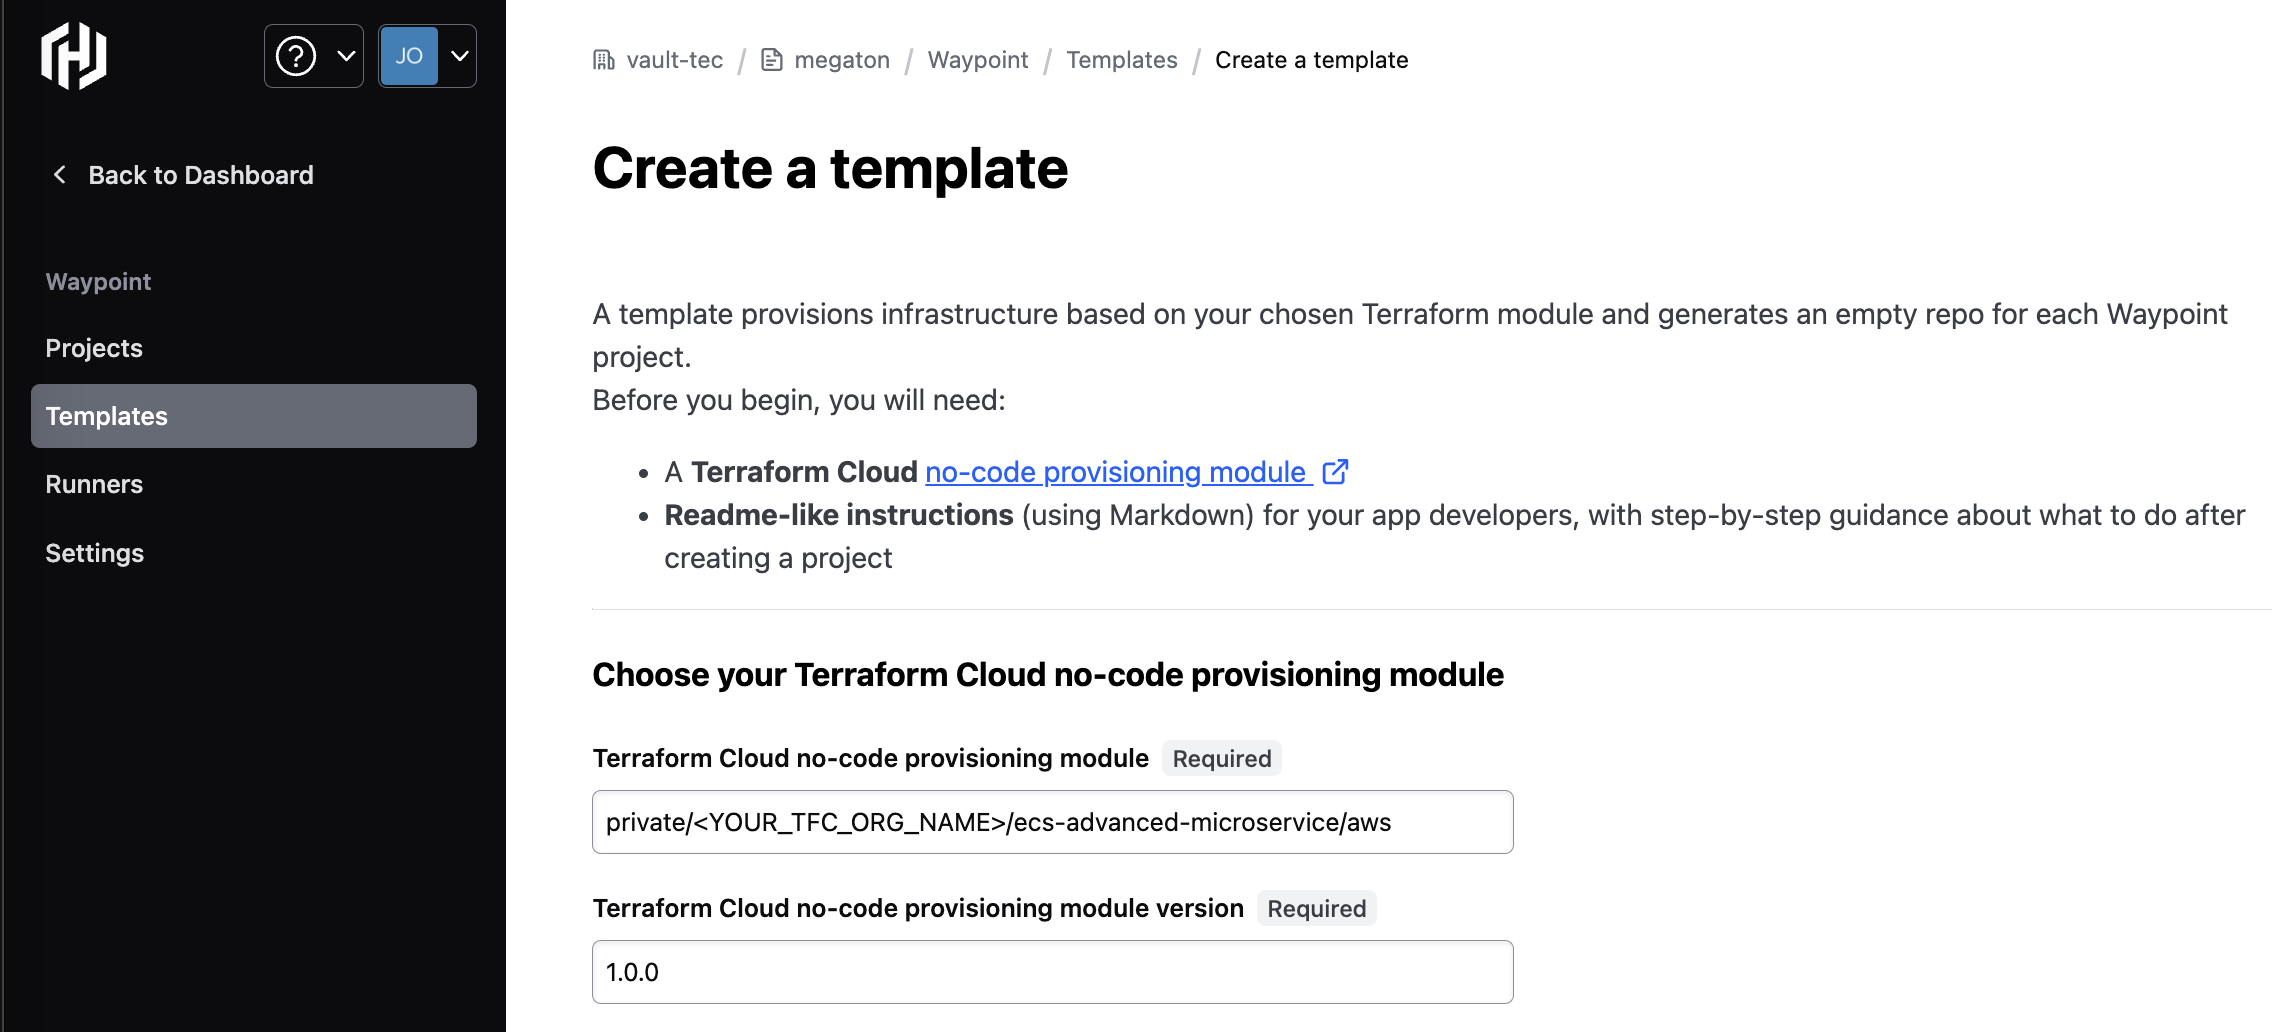 JO
Back to Dashboard
Waypoint
Projects
Templates
Runners
Settings
vault-tec / megaton / Waypoint / Templates / Create a template
Create a template
A template provisions infrastructure based on your chosen Terraform module and generates an empty repo for each Waypoint
project.
Before you begin, you will need:
• A Terraform Cloud no-code provisioning module
• Readme-like instructions (using Markdown) for your app developers, with step-by-step guidance about what to do after
creating a project
Choose your Terraform Cloud no-code provisioning module
Terraform Cloud no-code provisioning module Required
private/<YOUR_TFC_ORG_NAME>/ecs-advanced-microservice/aws
Terraform Cloud no-code provisioning module version Required
1.0.0